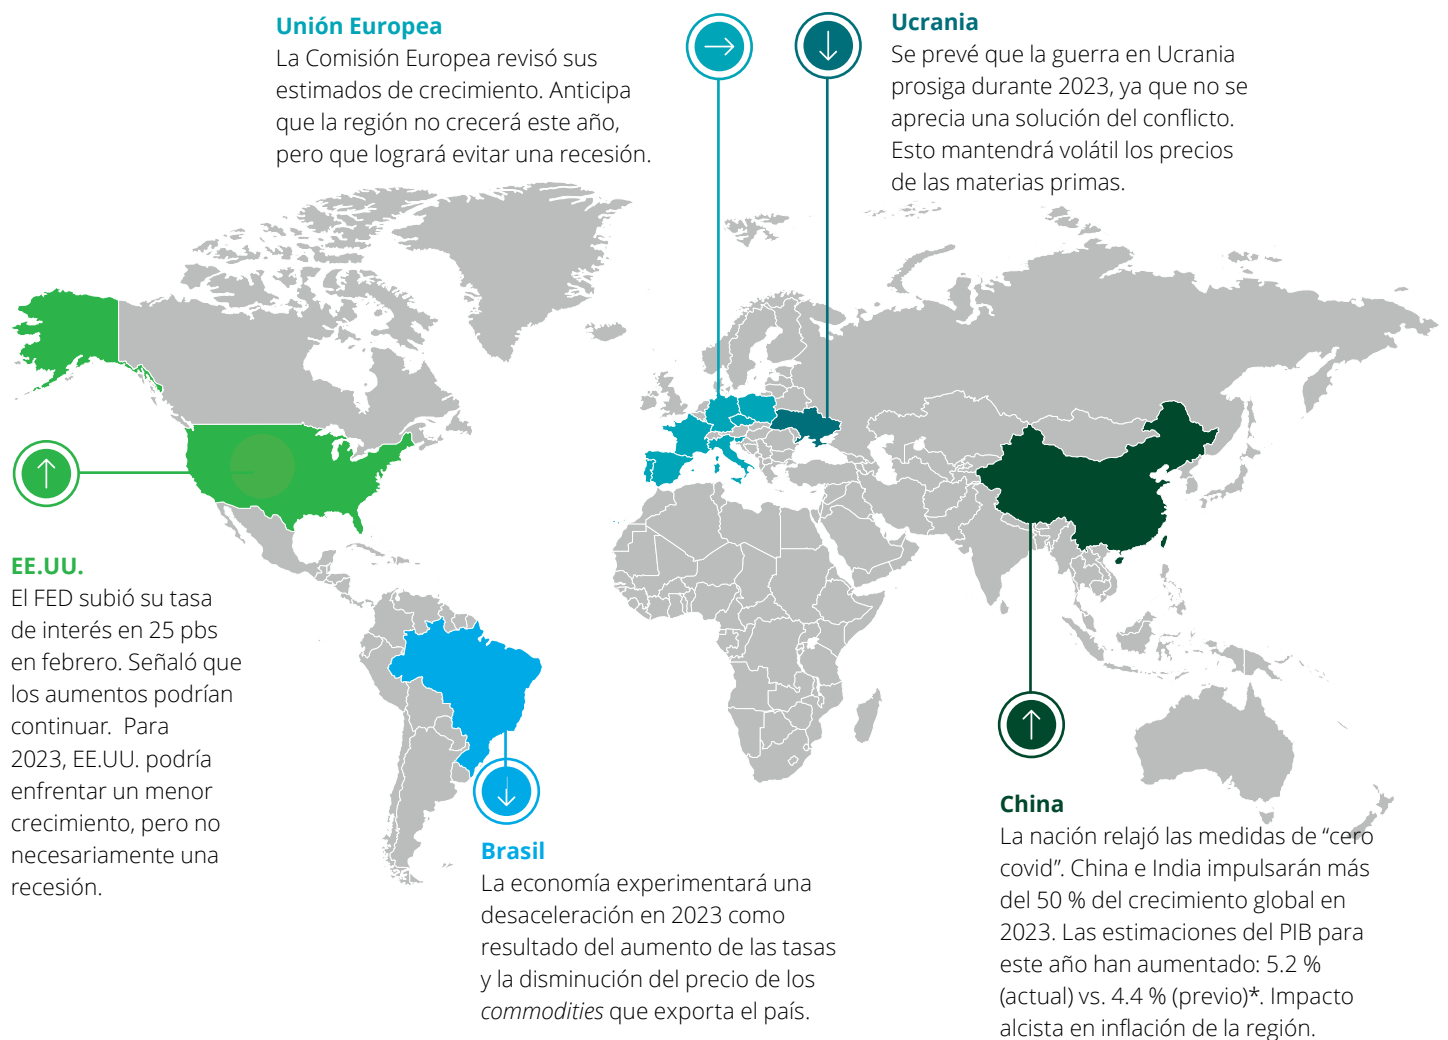 Unión Europea
La Comisión Europea revisó sus
estimados de crecimiento. Anticipa
que la región no crecerá este año,
pero que logrará evitar una recesión.
Ucrania
Se prevé que la guerra en Ucrania
prosiga durante 2023, ya que no se
aprecia una solución del conflicto.
Esto mantendrá volátil los precios
de las materias primas.
EE.UU.
El FED subió su tasa
de interés en 25 pbs
en febrero. Señaló que
los aumentos podrían
continuar.  Para
2023, EE.UU. podría
enfrentar un menor
crecimiento, pero no
necesariamente una
recesión.
Brasil
La economía experimentará una
desaceleración en 2023 como
resultado del aumento de las tasas
y la disminución del precio de los
commodities que exporta el país.
China
La nación relajó las medidas de “cero
covid”. China e India impulsarán más
del 50 % del crecimiento global en
2023. Las estimaciones del PIB para
este año han aumentado: 5.2 %
(actual) vs. 4.4 % (previo)*. Impacto
alcista en inflación de la región.